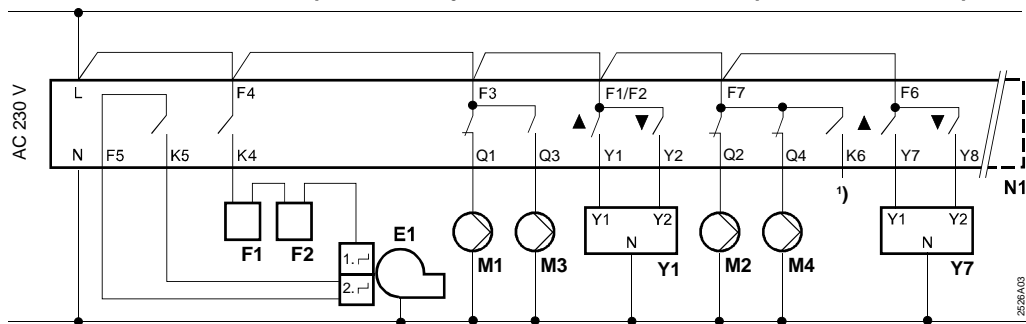 AC 230 V
L F4 F3 F1/F2 F7 F6
▲ ▼ ▲ ▼
N F5 K5 K4 Q1 Q3 Y1 Y2 Q2 Q4 K6 Y7 Y8
N1
¹)
Y1 Y2 Y1 Y2
N N
F1 F2 E1 M1 M3 Y1 M2 M4 Y7
1.
2.
2526A03